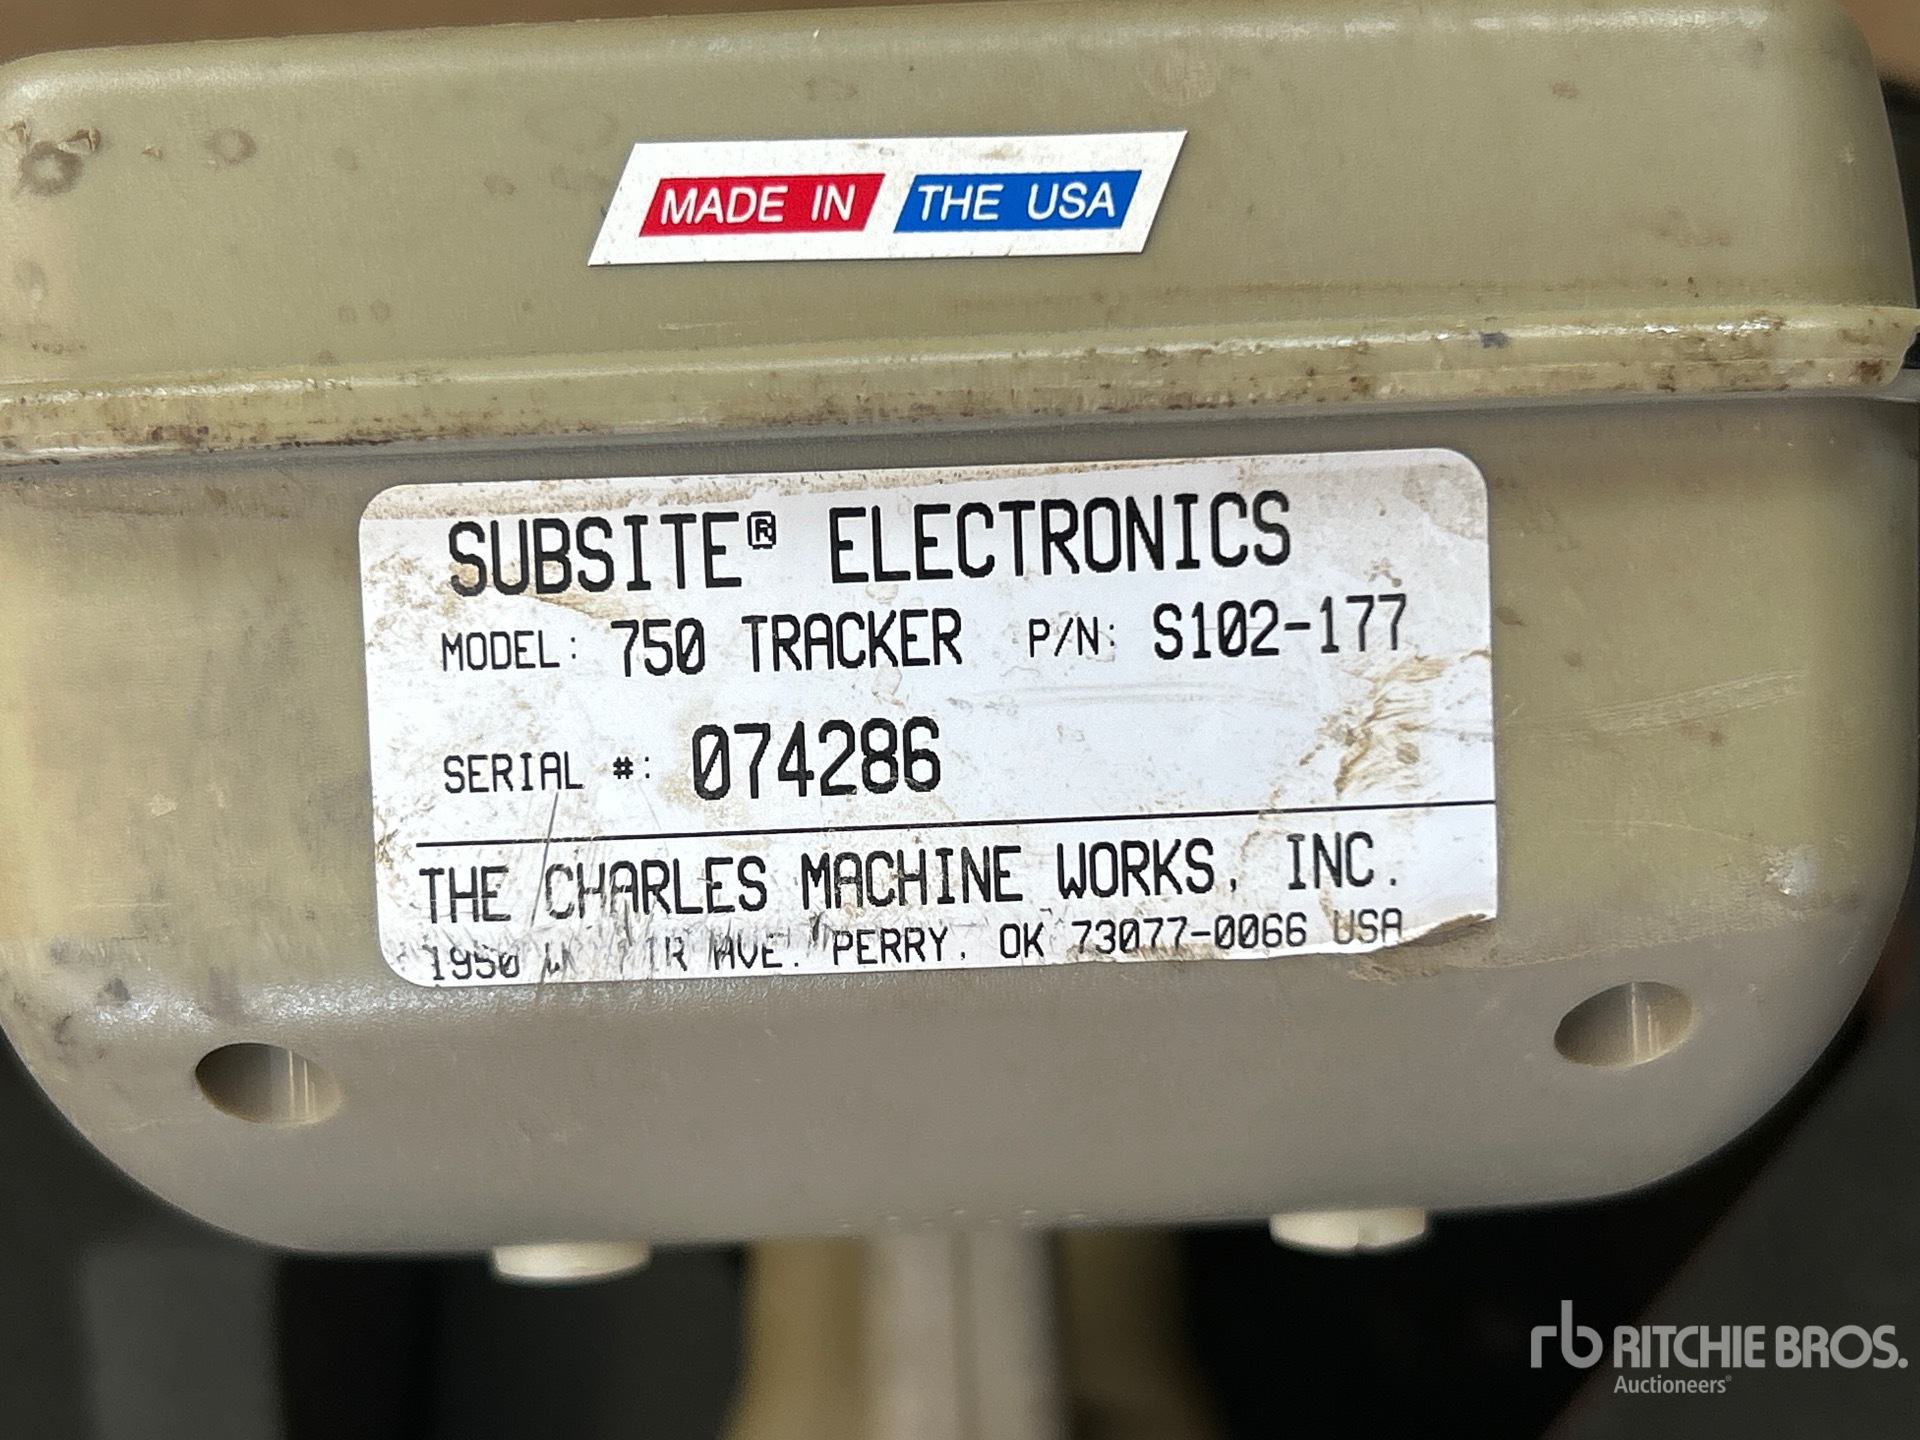 MADE IN THE USA
SUBSITE® ELECTRONICS
MODEL: 750 TRACKER P/N: S102-177
SERIAL #: 074286
THE CHARLES MACHINE WORKS, INC.
1950 AVE. PERRY, OK 73077-0066 USA
rb RITCHIE BROS.
Auctioneers®